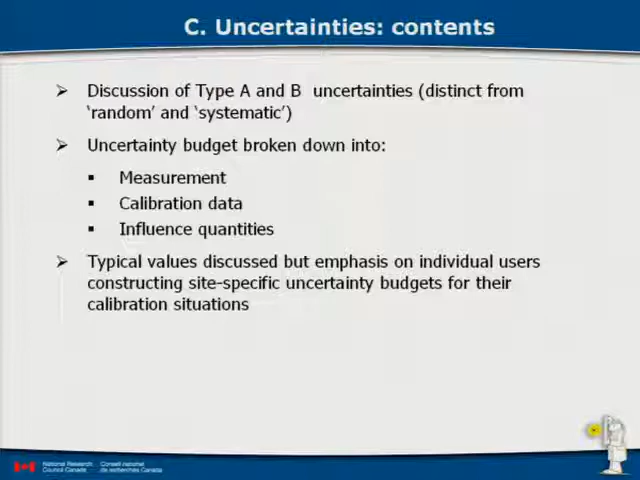 C. Uncertainties: contents
➢ Discussion of Type A and B uncertainties (distinct from
‘random’ and ‘systematic’)
➢ Uncertainty budget broken down into:
▪ Measurement
▪ Calibration data
▪ Influence quantities
➢ Typical values discussed but emphasis on individual users
constructing site-specific uncertainty budgets for their
calibration situations
National Research Council Canada
Conseil national de recherches Canada